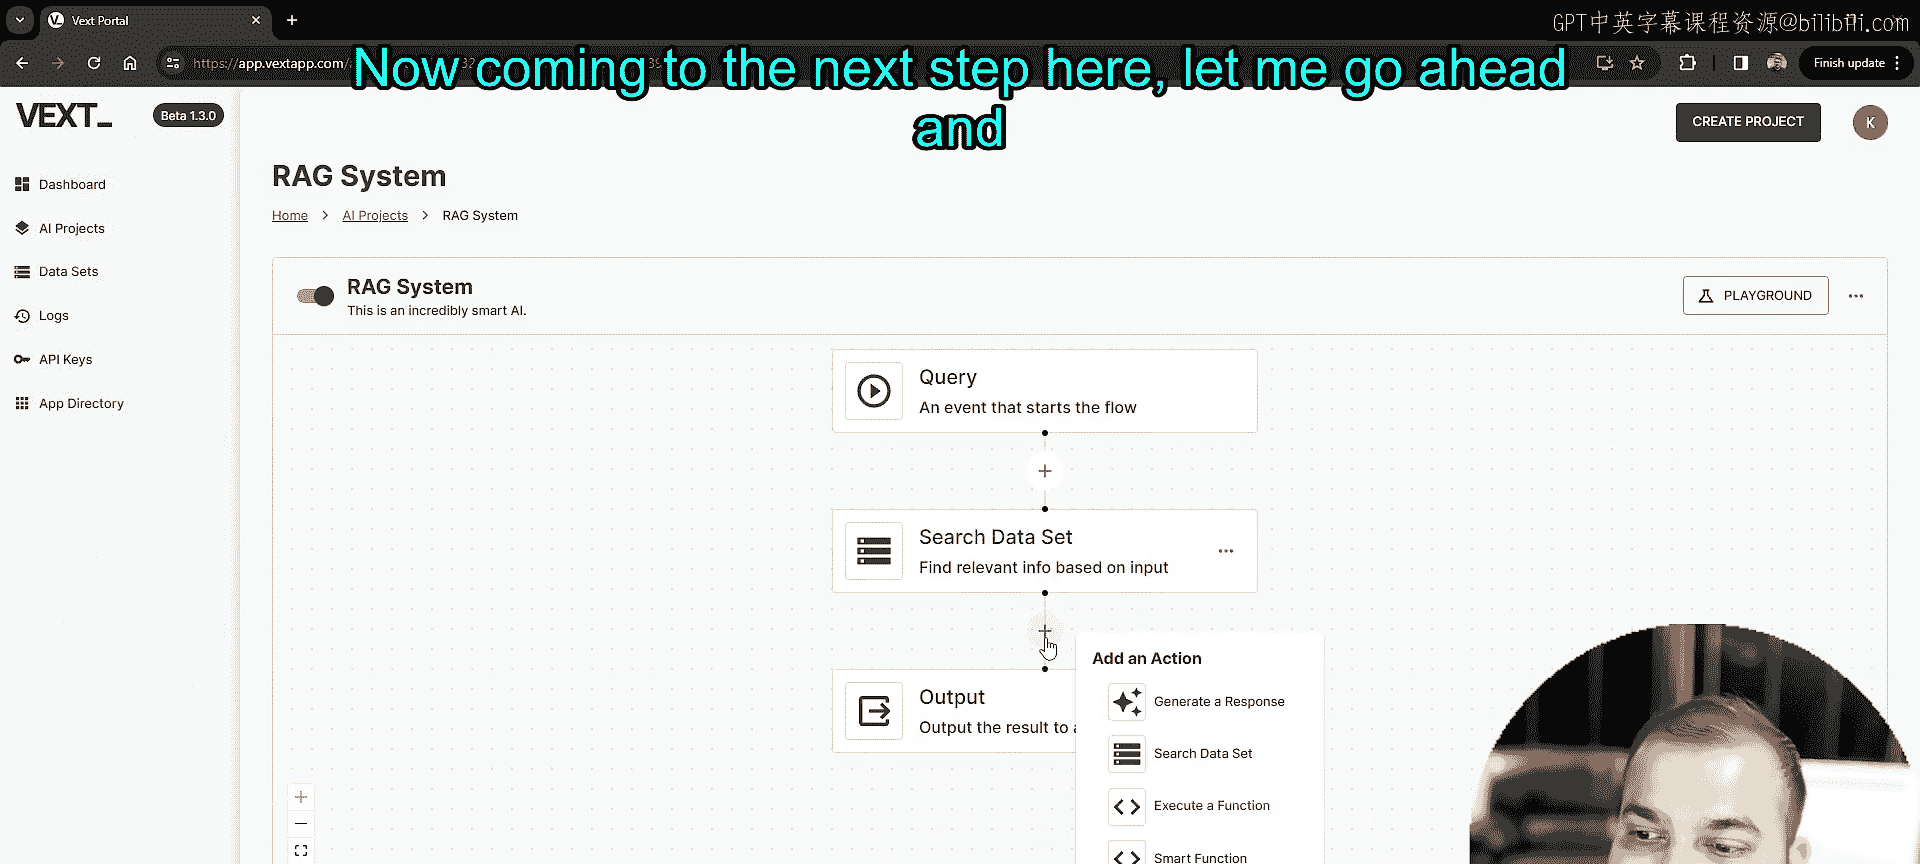 Vext Portal
GPT中英字幕课程资源@bilibili.com
https://app.vextapp.com/
Finish update
Now coming to the next step here, let me go ahead
and
VEXT_
Beta 1.3.0
CREATE PROJECT
K
Dashboard
AI Projects
Data Sets
Logs
API Keys
App Directory
RAG System
Home > AI Projects > RAG System
RAG System
This is an incredibly smart AI.
PLAYGROUND
Query
An event that starts the flow
Search Data Set
Find relevant info based on input
Output
Output the result to
Add an Action
Generate a Response
Search Data Set
Execute a Function
Smart Function